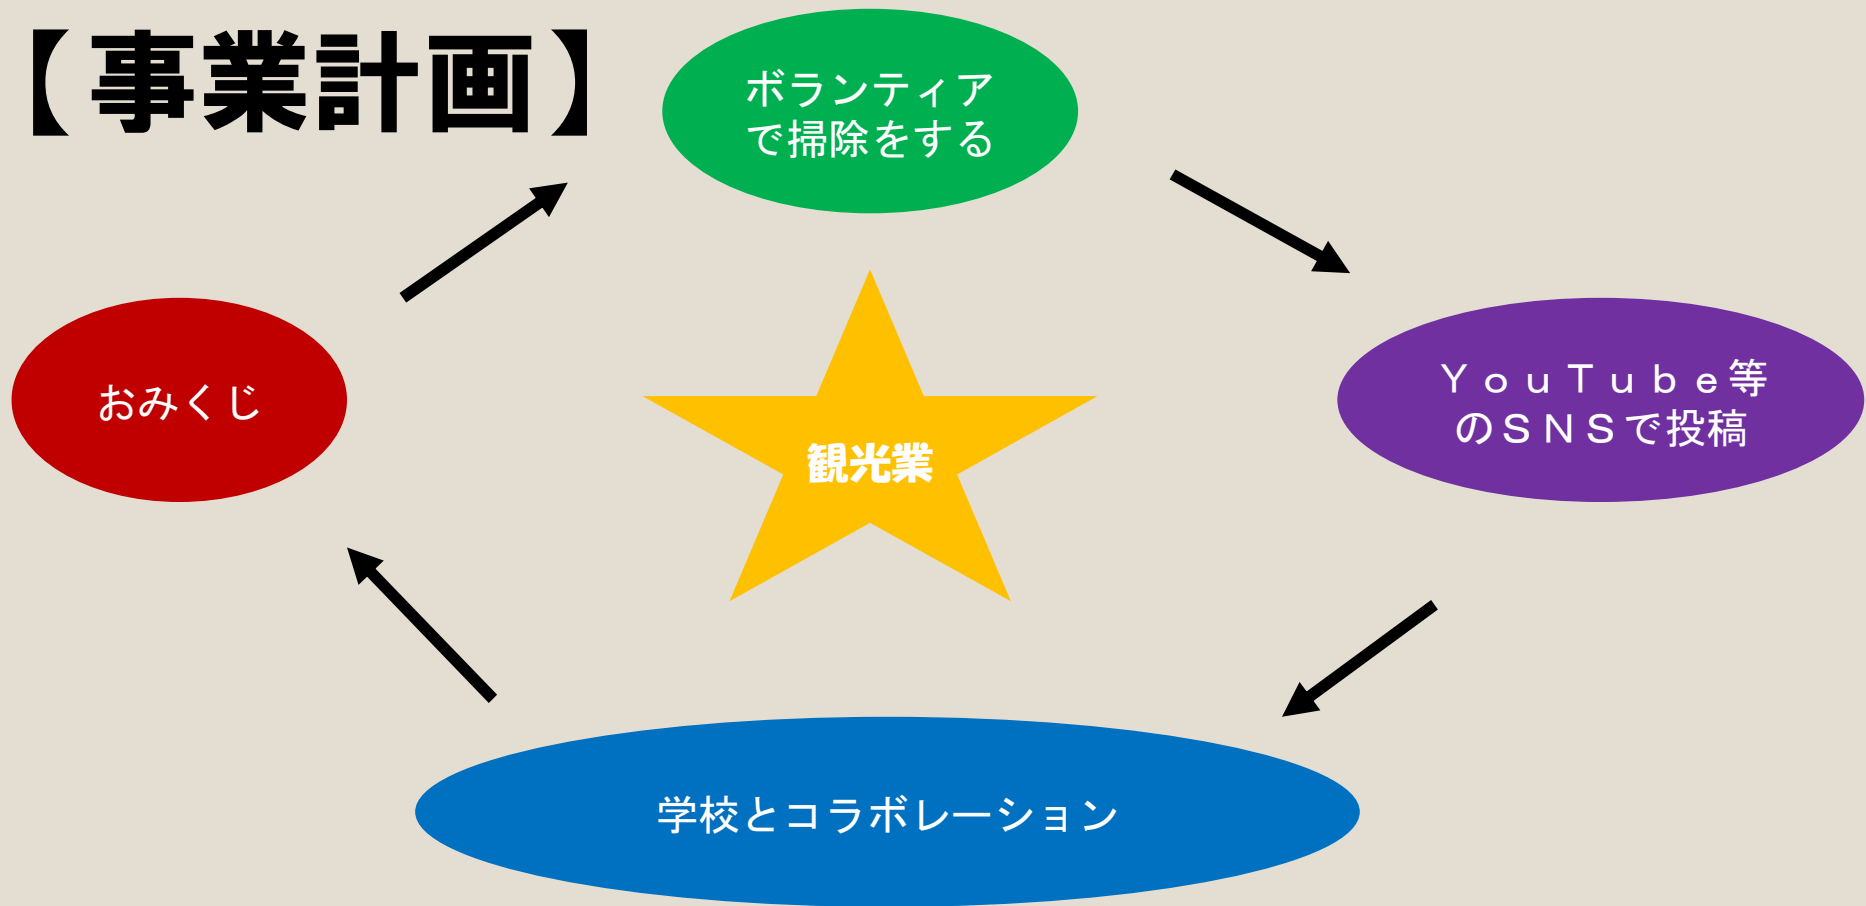 【事業計画】
ボランティア
で掃除をする
おみくじ
観光業
ＹｏｕＴｕｂｅ等
のＳＮＳで投稿
学校とコラボレーション